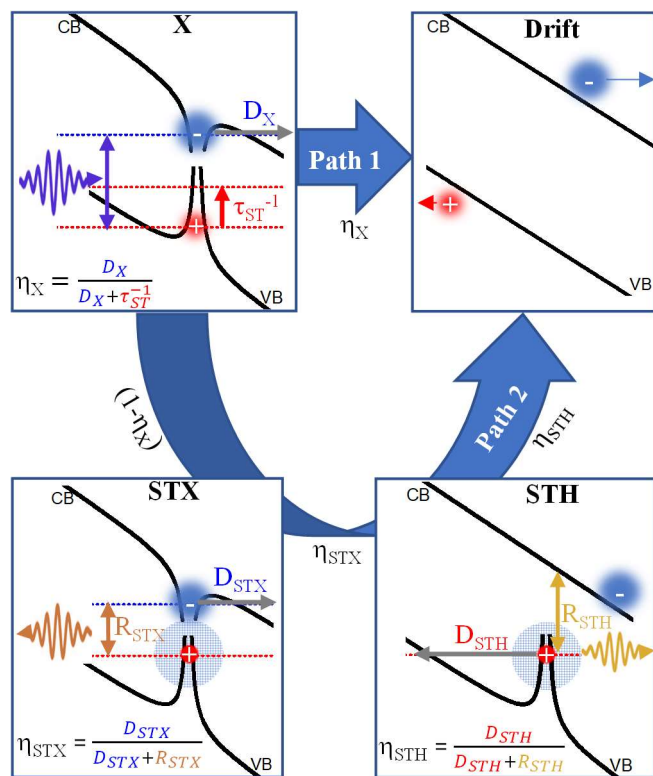 X
CB
-
D_X
τ_ST^-1
+
η_X = D_X / (D_X+τ_ST^-1)
VB
Path 1
η_X
Drift
CB
-
+
VB
(1-η_X)
η_STX
Path 2
η_STH
STX
CB
-
D_STX
R_STX
+
η_STX = D_STX / (D_STX+R_STX)
VB
STH
CB
-
R_STH
D_STH
+
η_STH = D_STH / (D_STH+R_STH)
VB